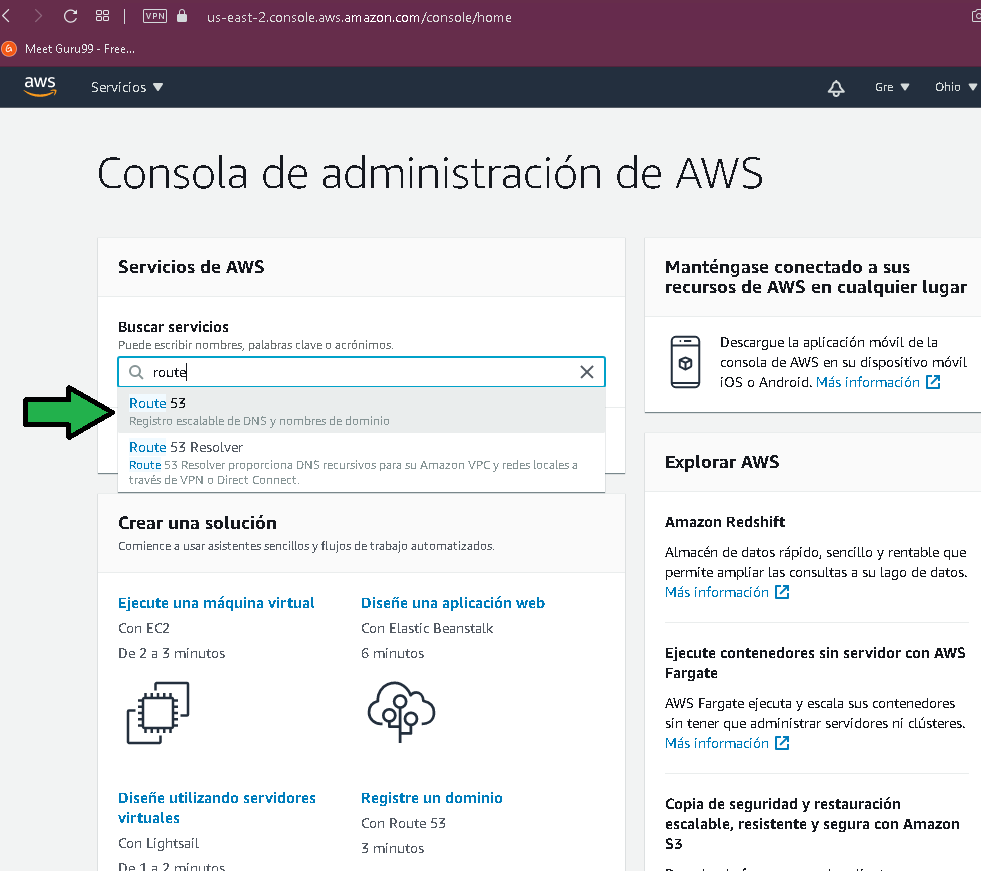 VPN
us-east-2.console.aws.amazon.com/console/home
Meet Guru99 - Free...
aws
Servicios
Gre
Ohio
Consola de administración de AWS
Servicios de AWS
Buscar servicios
Puede escribir nombres, palabras clave o acrónimos.
route
Route 53
Registro escalable de DNS y nombres de dominio
Route 53 Resolver
Route 53 Resolver proporciona DNS recursivos para su Amazon VPC y redes locales a
través de VPN o Direct Connect.
Crear una solución
Comience a usar asistentes sencillos y flujos de trabajo automatizados.
Ejecute una máquina virtual
Con EC2
De 2 a 3 minutos
Diseñe una aplicación web
Con Elastic Beanstalk
6 minutos
Diseñe utilizando servidores
virtuales
Con Lightsail
De 1 a 2 minutos
Registre un dominio
Con Route 53
3 minutos
Manténgase conectado a sus
recursos de AWS en cualquier lugar
Descargue la aplicación móvil de la
consola de AWS en su dispositivo móvil
iOS o Android. Más información
Explorar AWS
Amazon Redshift
Almacén de datos rápido, sencillo y rentable que
permite ampliar las consultas a su lago de datos.
Más información
Ejecute contenedores sin servidor con AWS
Fargate
AWS Fargate ejecuta y escala sus contenedores
sin tener que administrar servidores ni clústeres.
Más información
Copia de seguridad y restauración
escalable, resistente y segura con Amazon
S3